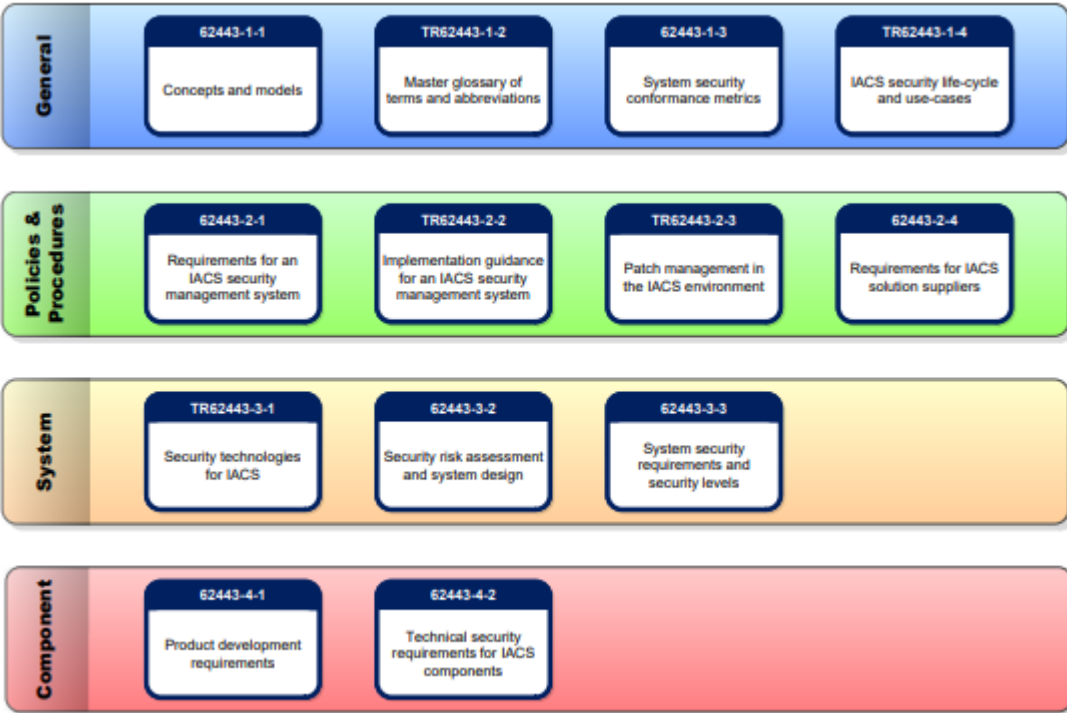 General
62443-1-1
Concepts and models
TR62443-1-2
Master glossary of
terms and abbreviations
62443-1-3
System security
conformance metrics
TR62443-1-4
IACS security life-cycle
and use-cases
Policies &
Procedures
62443-2-1
Requirements for an
IACS security
management system
TR62443-2-2
Implementation guidance
for an IACS security
management system
TR62443-2-3
Patch management in
the IACS environment
62443-2-4
Requirements for IACS
solution suppliers
System
TR62443-3-1
Security technologies
for IACS
62443-3-2
Security risk assessment
and system design
62443-3-3
System security
requirements and
security levels
Component
62443-4-1
Product development
requirements
62443-4-2
Technical security
requirements for IACS
components